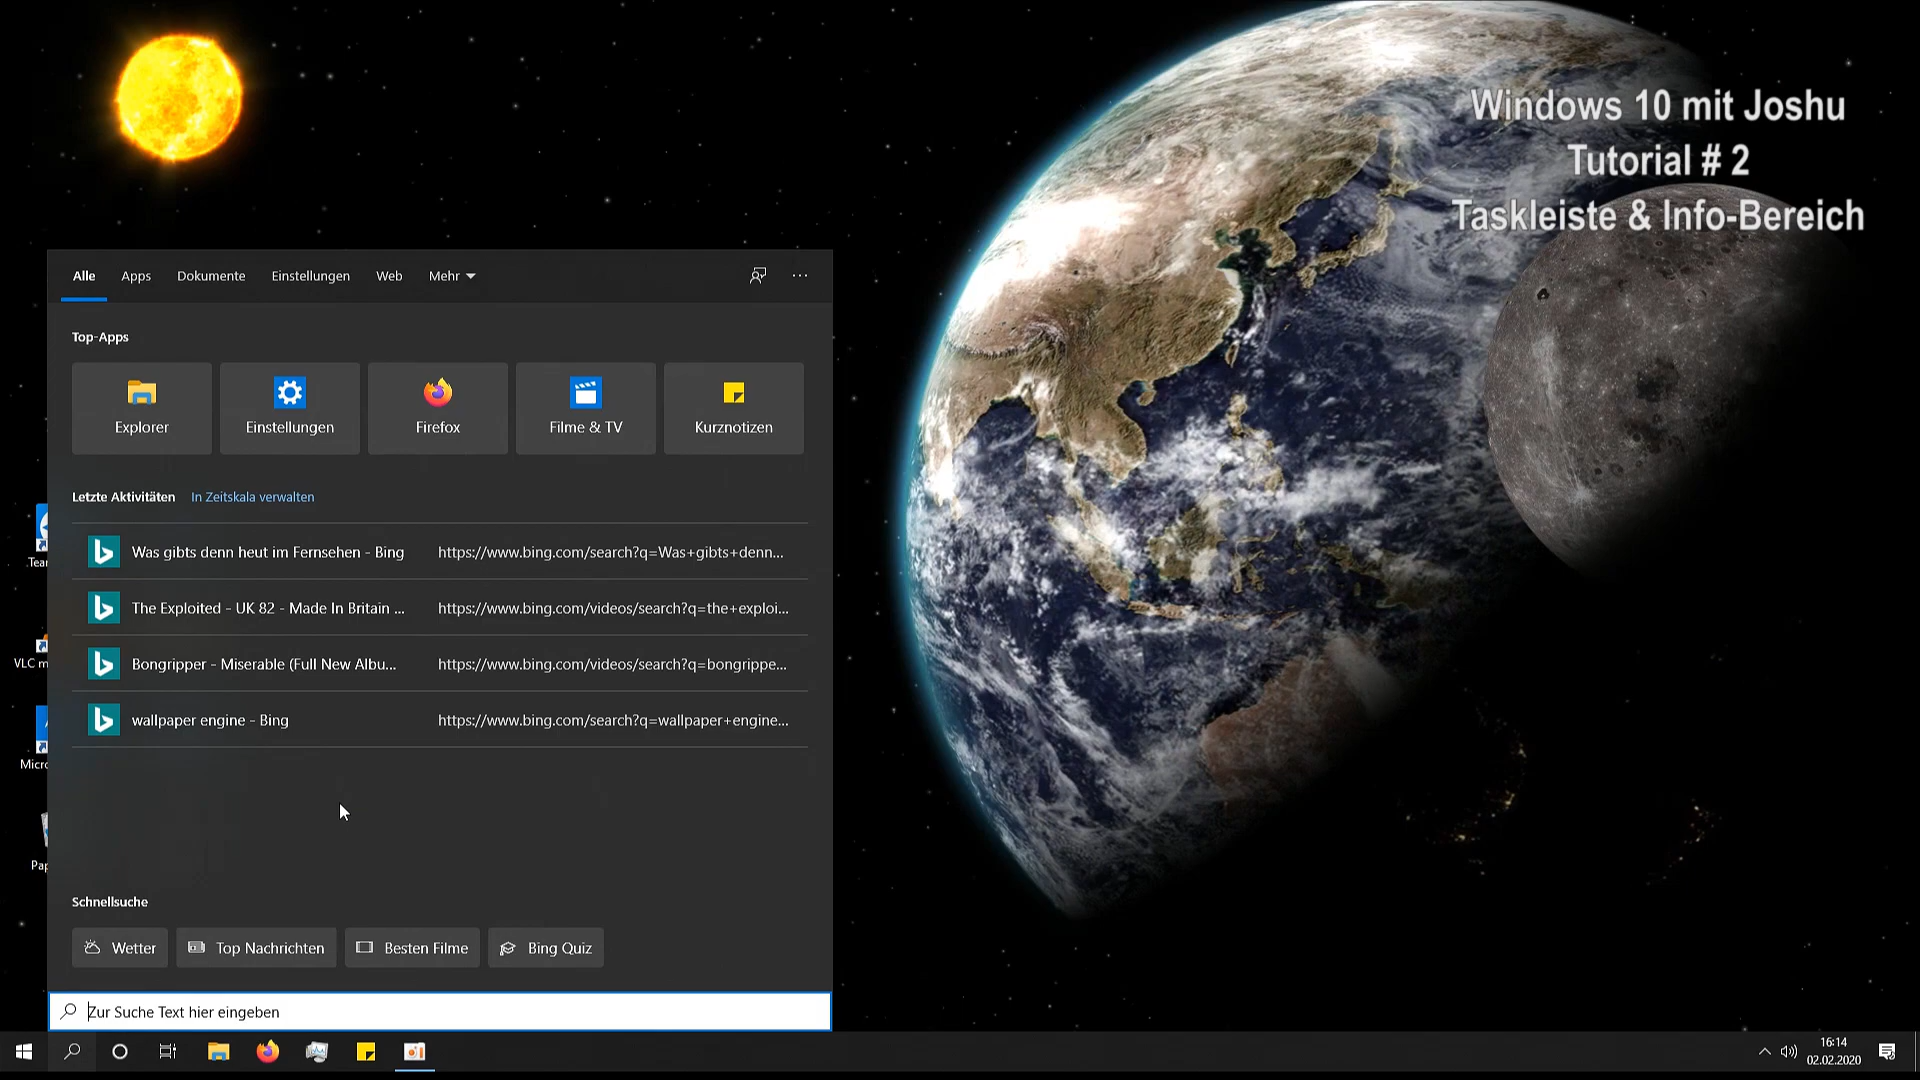 Windows 10 mit Joshu
Tutorial # 2
Taskleiste & Info-Bereich
Alle Apps Dokumente Einstellungen Web Mehr
Top-Apps
Explorer Einstellungen Firefox Filme & TV Kurznotizen
Letzte Aktivitäten In Zeitskala verwalten
Was gibts denn heut im Fernsehen - Bing https://www.bing.com/search?q=Was+gibts+denn...
The Exploited - UK 82 - Made In Britain ... https://www.bing.com/videos/search?q=the+exploi...
Bongripper - Miserable (Full New Albu... https://www.bing.com/videos/search?q=bongrippe...
wallpaper engine - Bing https://www.bing.com/search?q=wallpaper+engine...
Tear
VLC m
Micro
Pap
Schnellsuche
Wetter Top Nachrichten Besten Filme Bing Quiz
Zur Suche Text hier eingeben
16:14
02.02.2020